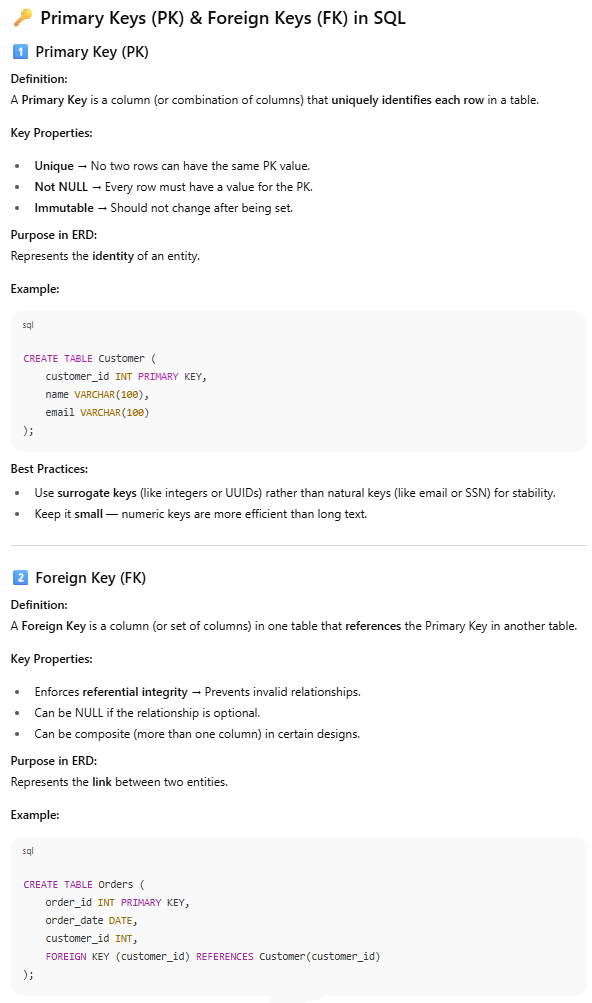 🔑 Primary Keys (PK) & Foreign Keys (FK) in SQL
1️⃣ Primary Key (PK)
Definition:
A Primary Key is a column (or combination of columns) that uniquely identifies each row in a table.
Key Properties:
• Unique → No two rows can have the same PK value.
• Not NULL → Every row must have a value for the PK.
• Immutable → Should not change after being set.
Purpose in ERD:
Represents the identity of an entity.
Example:
sql
CREATE TABLE Customer (
    customer_id INT PRIMARY KEY,
    name VARCHAR(100),
    email VARCHAR(100)
);
Best Practices:
• Use surrogate keys (like integers or UUIDs) rather than natural keys (like email or SSN) for stability.
• Keep it small — numeric keys are more efficient than long text.
2️⃣ Foreign Key (FK)
Definition:
A Foreign Key is a column (or set of columns) in one table that references the Primary Key in another table.
Key Properties:
• Enforces referential integrity → Prevents invalid relationships.
• Can be NULL if the relationship is optional.
• Can be composite (more than one column) in certain designs.
Purpose in ERD:
Represents the link between two entities.
Example:
sql
CREATE TABLE Orders (
    order_id INT PRIMARY KEY,
    order_date DATE,
    customer_id INT,
    FOREIGN KEY (customer_id) REFERENCES Customer(customer_id)
);